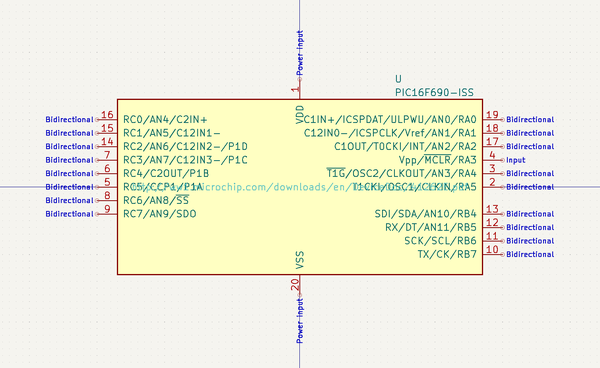 Power input
1
VDD
U
PIC16F690-ISS
Bidirectional 16 RC0/AN4/C2IN+
Bidirectional 15 RC1/AN5/C12IN1-
Bidirectional 14 RC2/AN6/C12IN2-/P1D
Bidirectional 7 RC3/AN7/C12IN3-/P1C
Bidirectional 6 RC4/C2OUT/P1B
Bidirectional 5 RC5/CCP1/P1A
Bidirectional 8 RC6/AN8/SS
Bidirectional 9 RC7/AN9/SDO
C1IN+/ICSPDAT/ULPWU/AN0/RA0 19 Bidirectional
C12IN0-/ICSPCLK/Vref/AN1/RA1 18 Bidirectional
C1OUT/T0CKI/INT/AN2/RA2 17 Bidirectional
Vpp/MCLR/RA3 4 Input
T1G/OSC2/CLKOUT/AN3/RA4 3 Bidirectional
T1CKI/OSC1/CLKIN/RA5 2 Bidirectional
microchip.com/downloads/en/
SDI/SDA/AN10/RB4 13 Bidirectional
RX/DT/AN11/RB5 12 Bidirectional
SCK/SCL/RB6 11 Bidirectional
TX/CK/RB7 10 Bidirectional
VSS
20
Power input